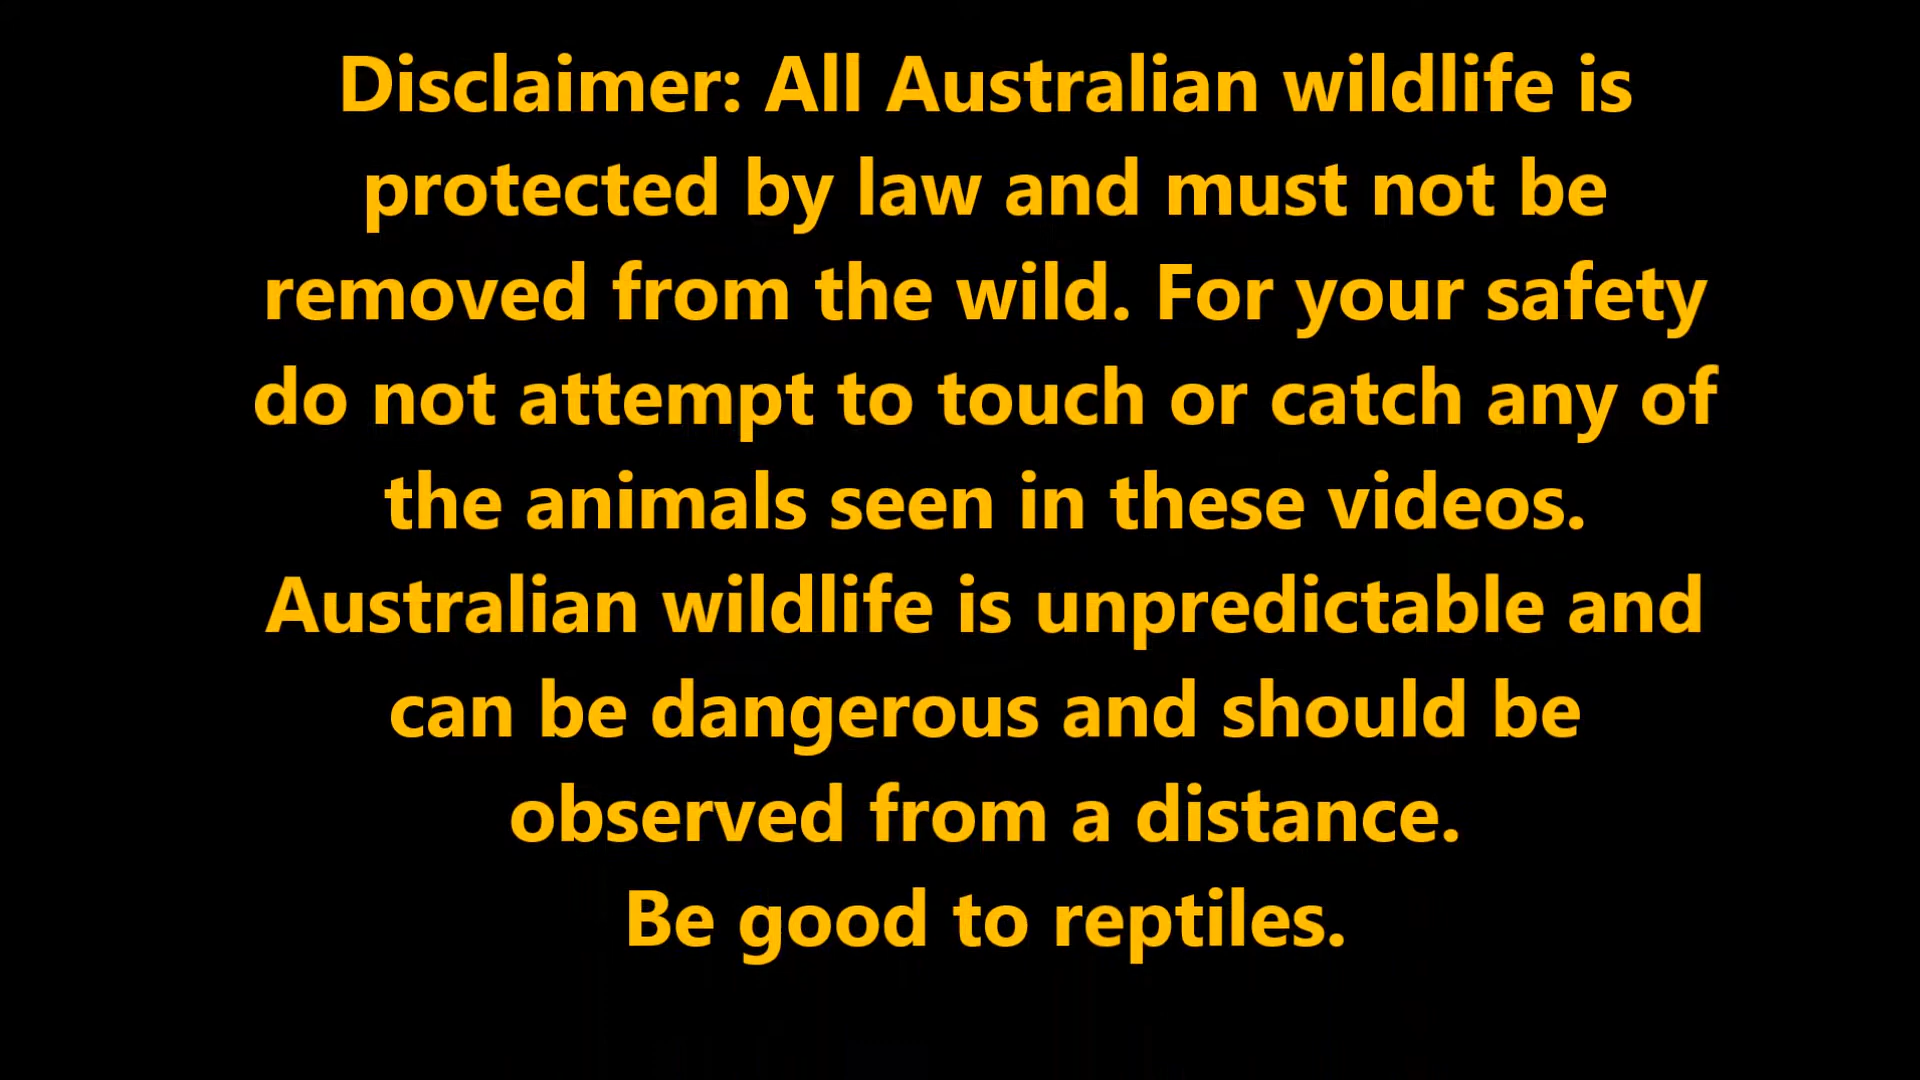 Disclaimer: All Australian wildlife is
protected by law and must not be
removed from the wild. For your safety
do not attempt to touch or catch any of
the animals seen in these videos.
Australian wildlife is unpredictable and
can be dangerous and should be
observed from a distance.
Be good to reptiles.